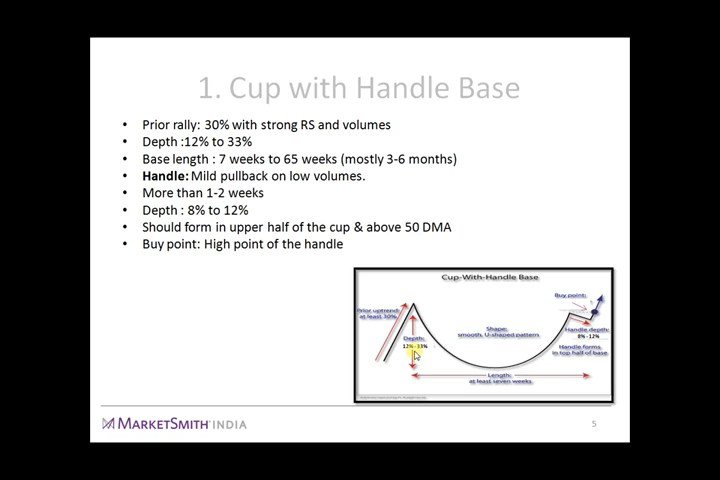 1. Cup with Handle Base
• Prior rally: 30% with strong RS and volumes
• Depth :12% to 33%
• Base length : 7 weeks to 65 weeks (mostly 3-6 months)
• Handle: Mild pullback on low volumes.
• More than 1-2 weeks
• Depth : 8% to 12%
• Should form in upper half of the cup & above 50 DMA
• Buy point: High point of the handle
Cup-With-Handle Base
Buy point:
Prior uptrend:
at least 30%
Shape:
smooth, U-shaped pattern
Handle depth:
8% -12%
Depth:
12% -33%
Handle forms
in top half of base
Length:
at least seven weeks
MARKETSMITH INDIA
5